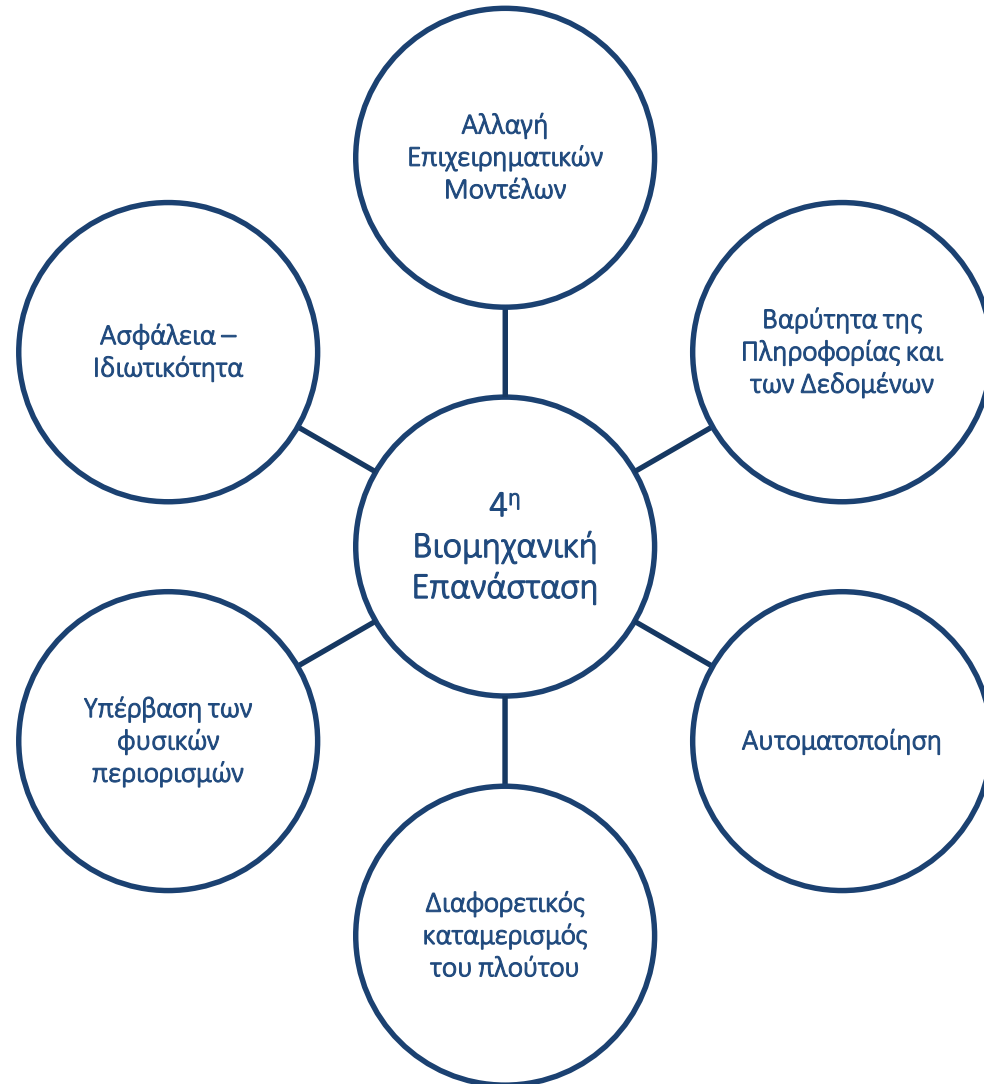 Αλλαγή
Επιχειρηματικών
Μοντέλων
Βαρύτητα της
Πληροφορίας και
των Δεδομένων
Αυτοματοποίηση
Διαφορετικός
καταμερισμός
του πλούτου
Υπέρβαση των
φυσικών
περιορισμών
Ασφάλεια –
Ιδιωτικότητα
4η
Βιομηχανική
Επανάσταση